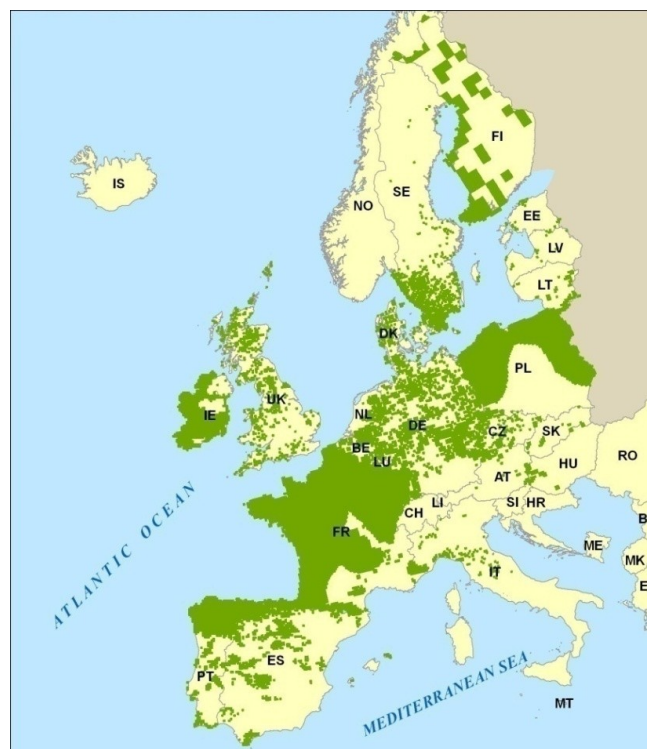 IS
FI
SE
NO
EE
LV
LT
DK
PL
IE
UK
NL
DE
BE
LU
CZ
SK
AT
HU
RO
LI
CH
SI
HR
FR
B
ME
MK
IT
E
ATLANTIC OCEAN
ES
PT
MEDITERRANEAN SEA
MT